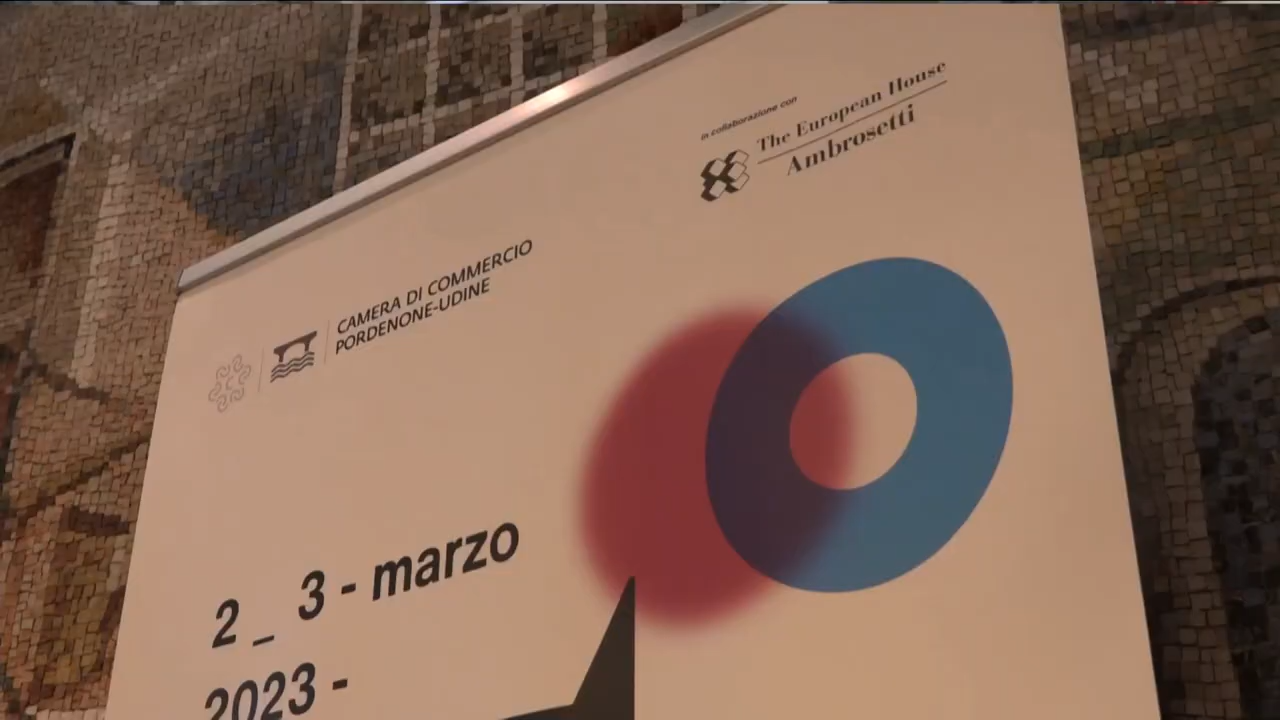 in collaborazione con
The European House
Ambrosetti
CAMERA DI COMMERCIO
PORDENONE-UDINE
2 _ 3 - marzo
2023 -